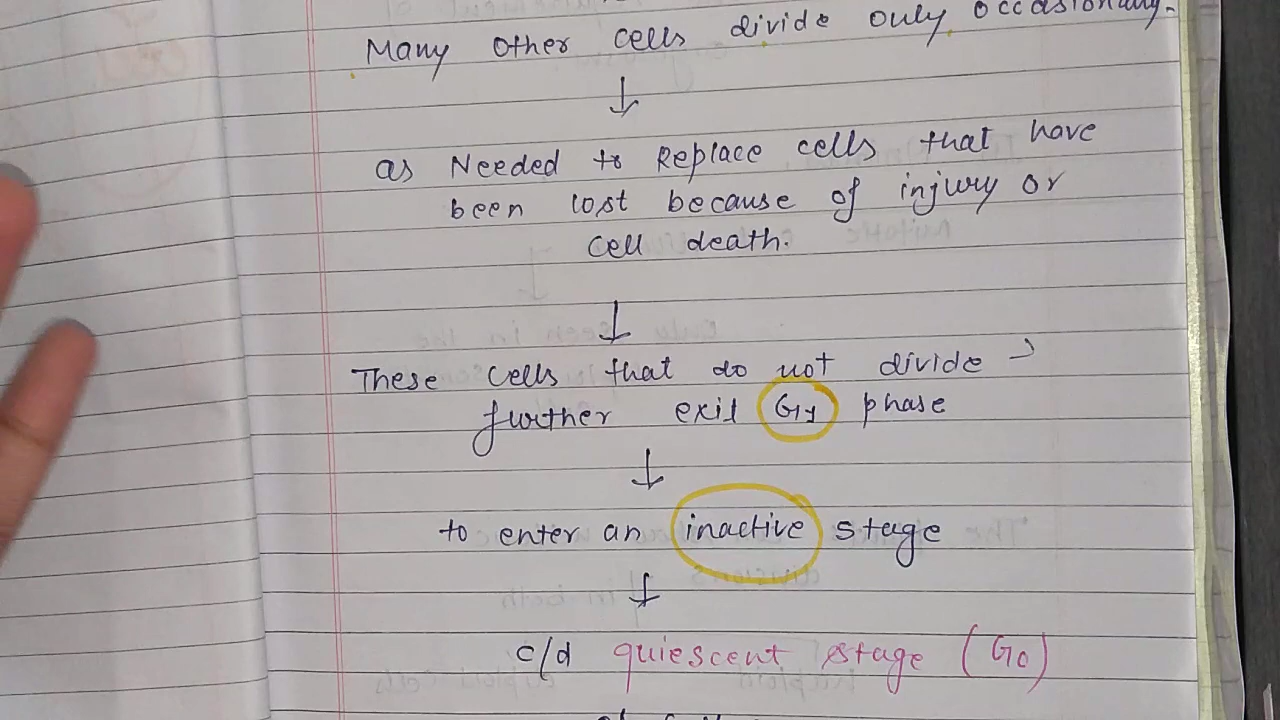 Many other cells divide only occasionally.
↓
as Needed to Replace cells that have
been lost because of injury or
cell death.
↓
These cells that do not divide
further exit G1 phase
↓
to enter an inactive stage
↓
c/d quiescent stage (G0)